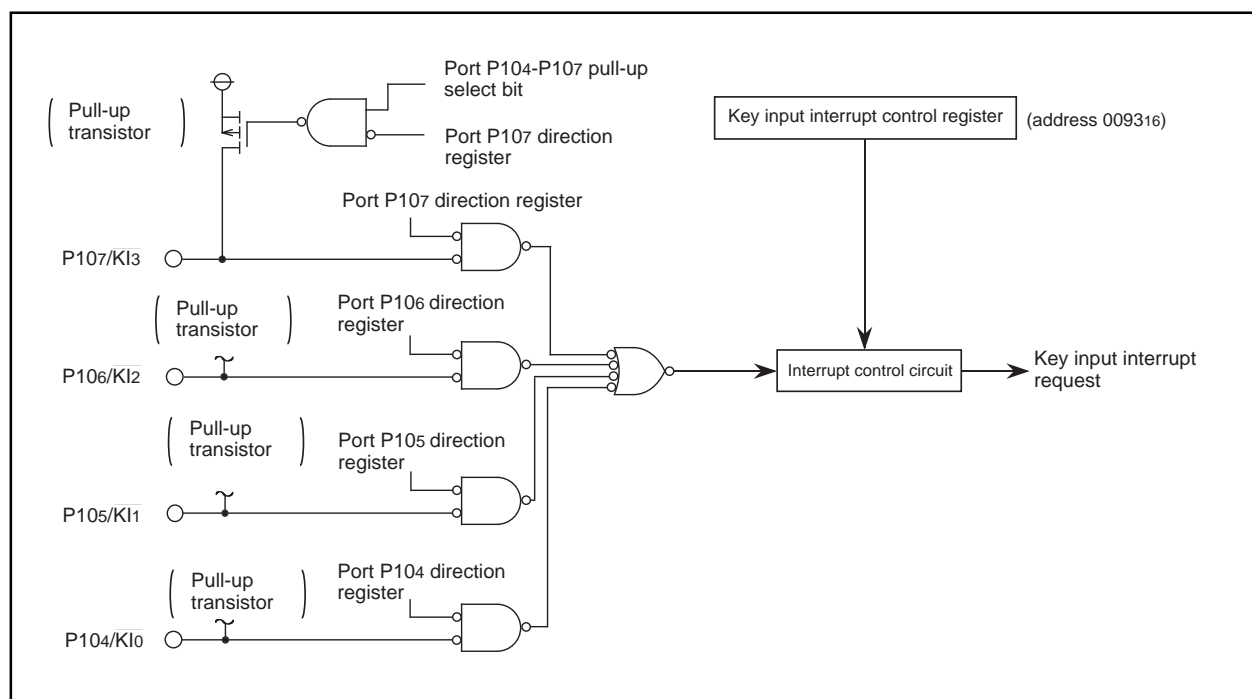 Port P104-P107 pull-up
select bit
Pull-up
transistor
Port P107 direction
register
Key input interrupt control register
(address 009316)
Port P107 direction register
P107/KI3
Pull-up
transistor
Port P106 direction
register
P106/KI2
Interrupt control circuit
Key input interrupt
request
Pull-up
transistor
Port P105 direction
register
P105/KI1
Pull-up
transistor
Port P104 direction
register
P104/KI0